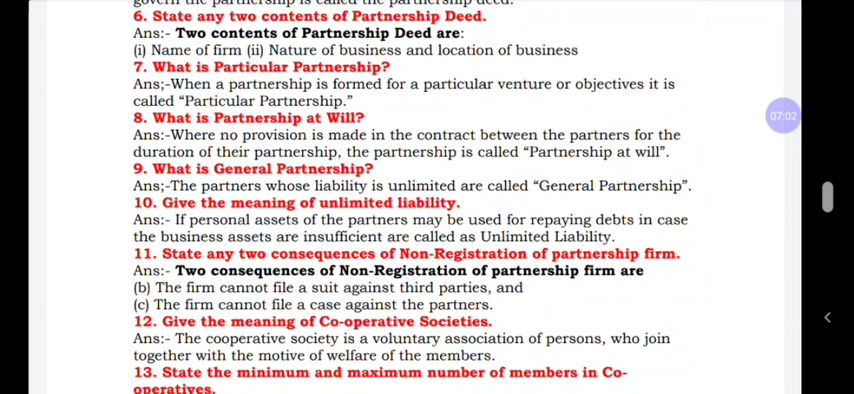 govern the partnership is called the partnership deed.
6. State any two contents of Partnership Deed.
Ans:- Two contents of Partnership Deed are:
(i) Name of firm (ii) Nature of business and location of business
7. What is Particular Partnership?
Ans;-When a partnership is formed for a particular venture or objectives it is
called “Particular Partnership.”
8. What is Partnership at Will?
Ans:-Where no provision is made in the contract between the partners for the
duration of their partnership, the partnership is called “Partnership at will”.
9. What is General Partnership?
Ans;-The partners whose liability is unlimited are called “General Partnership”.
10. Give the meaning of unlimited liability.
Ans:- If personal assets of the partners may be used for repaying debts in case
the business assets are insufficient are called as Unlimited Liability.
11. State any two consequences of Non-Registration of partnership firm.
Ans:- Two consequences of Non-Registration of partnership firm are
(b) The firm cannot file a suit against third parties, and
(c) The firm cannot file a case against the partners.
12. Give the meaning of Co-operative Societies.
Ans:- The cooperative society is a voluntary association of persons, who join
together with the motive of welfare of the members.
13. State the minimum and maximum number of members in Co-
operatives.
07:02